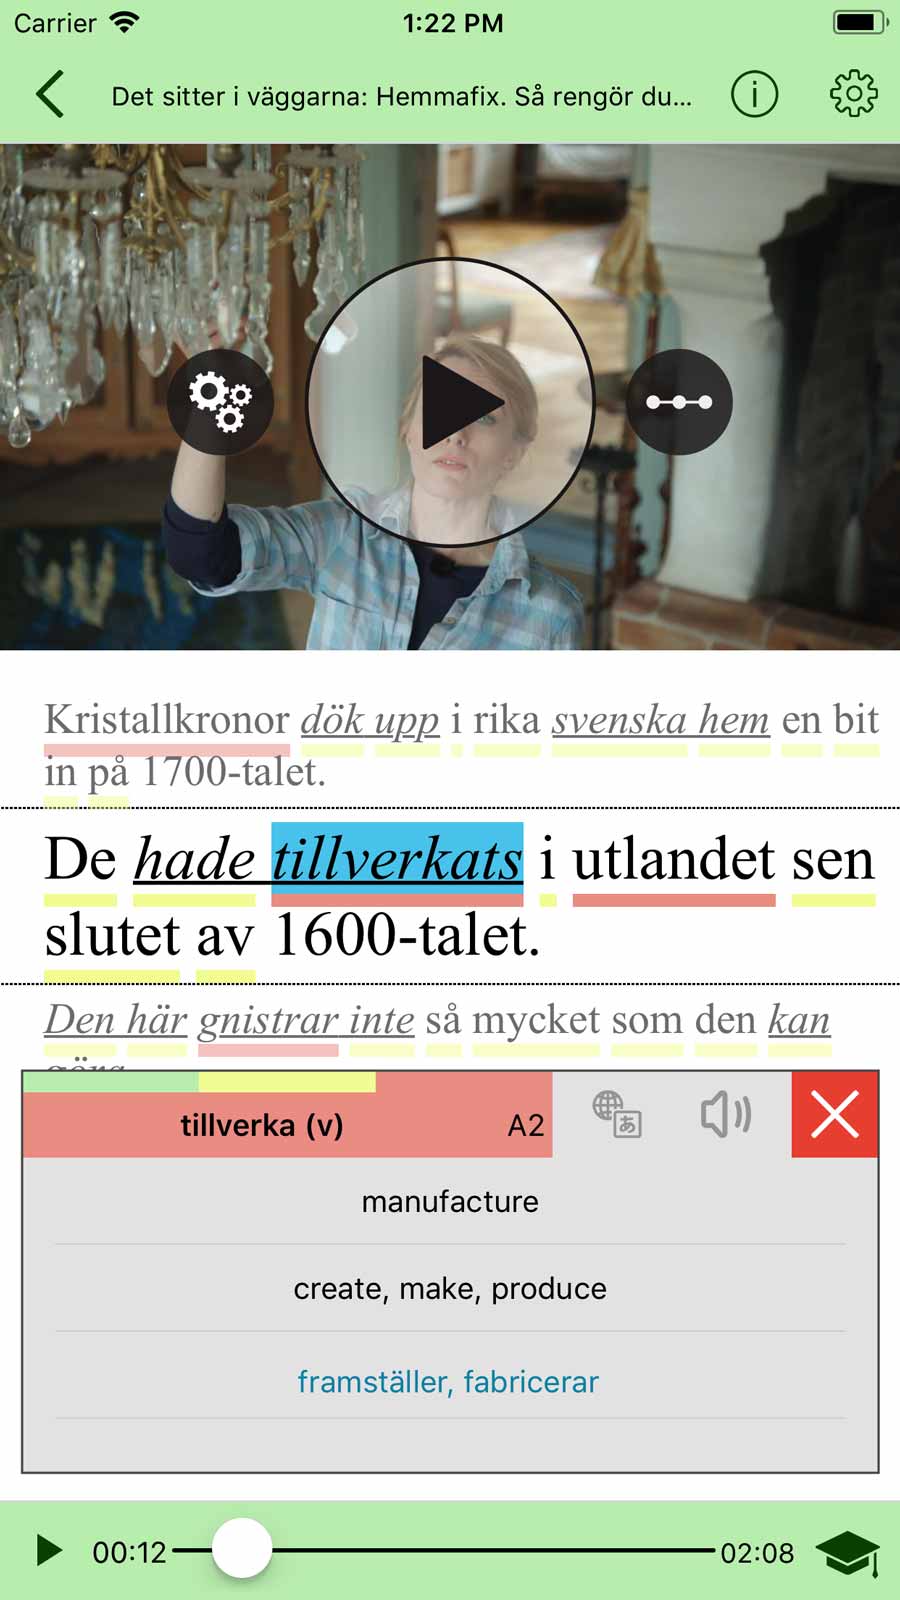 Carrier 1:22 PM
Det sitter i väggarna: Hemmafix. Så rengör du...
Kristallkronor dök upp i rika svenska hem en bit
in på 1700-talet.
De hade tillverkats i utlandet sen
slutet av 1600-talet.
Den här gnistrar inte så mycket som den kan
tillverka (v) A2
manufacture
create, make, produce
framställer, fabricerar
00:12 02:08